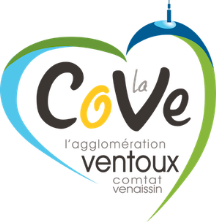 la
CoVe
l'agglomération
ventoux
comtat
venaissin